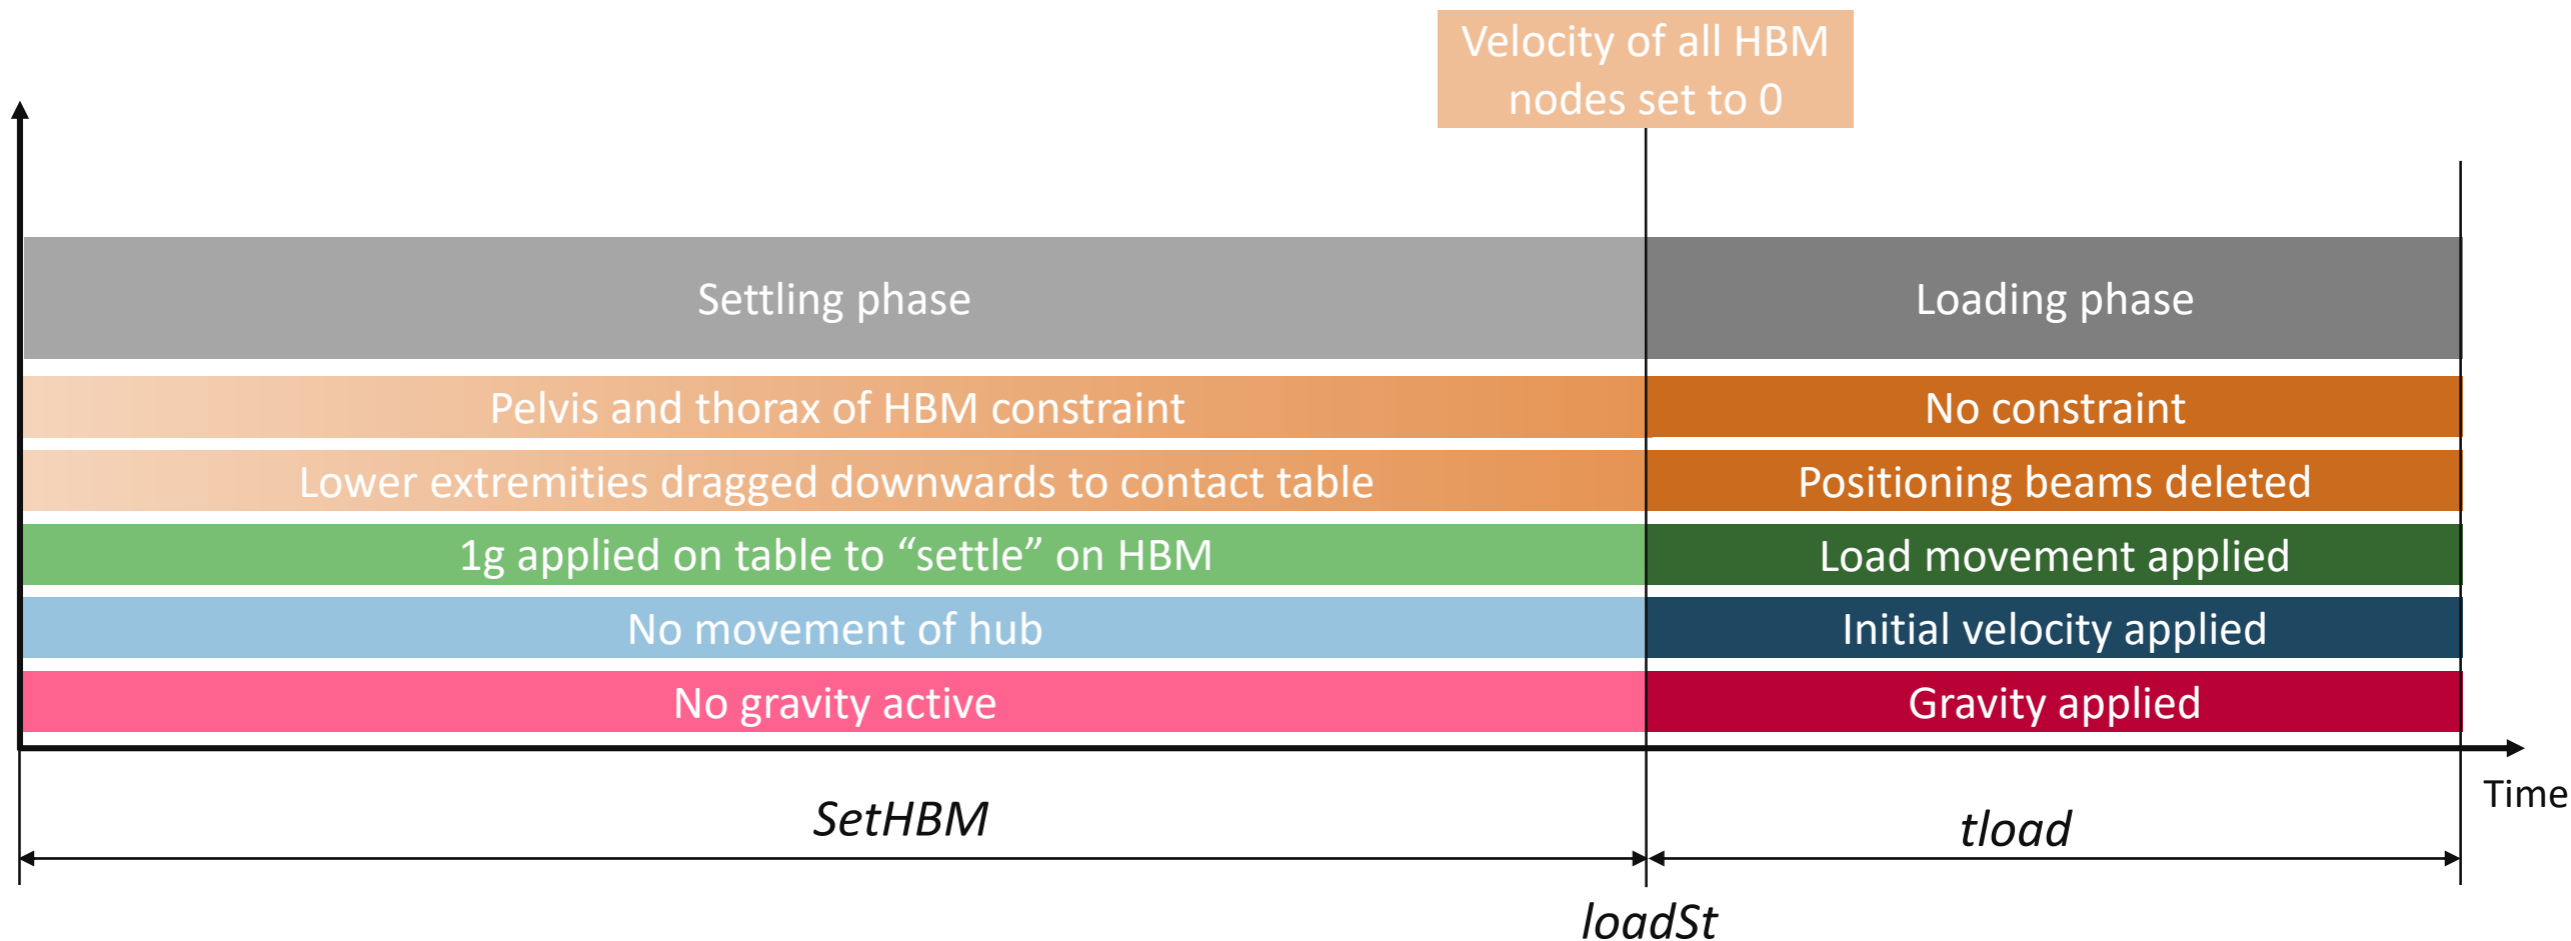 Velocity of all HBM
nodes set to 0
Settling phase
Loading phase
Pelvis and thorax of HBM constraint
No constraint
Lower extremities dragged downwards to contact table
Positioning beams deleted
1g applied on table to “settle” on HBM
Load movement applied
No movement of hub
Initial velocity applied
No gravity active
Gravity applied
Time
SetHBM
tload
loadSt